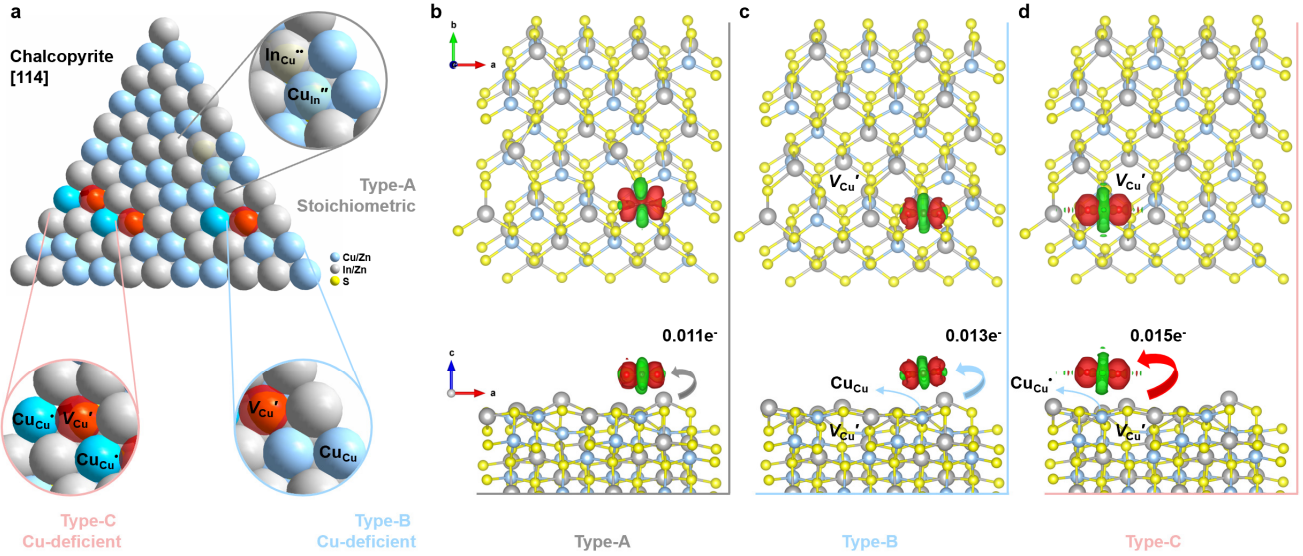 a
Chalcopyrite
[114]
In_Cu^••
Cu_In''
Type-A
Stoichiometric
Cu/Zn
In/Zn
S
Cu_Cu^•
V_Cu'
Cu_Cu^•
V_Cu'
Cu_Cu
Type-C
Cu-deficient
Type-B
Cu-deficient
b
b
a
0.011e-
c
a
Type-A
c
V_Cu'
0.013e-
Cu_Cu
V_Cu'
Type-B
d
V_Cu'
0.015e-
Cu_Cu^•
V_Cu'
Type-C